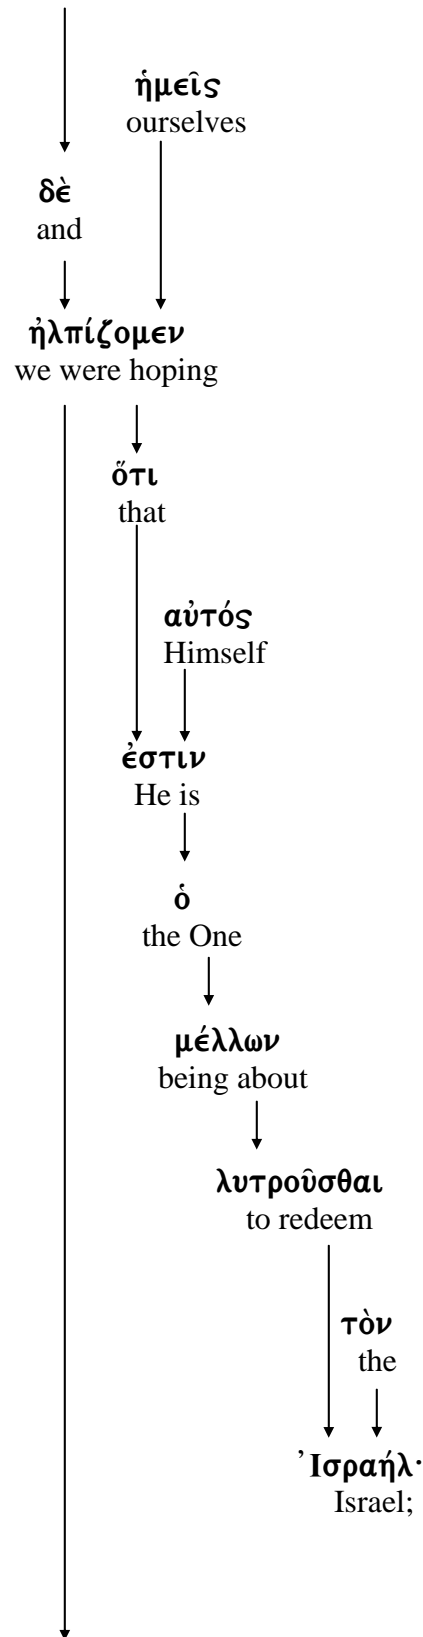 ἡμεῖς
ourselves
δὲ
and
ἠλπίζομεν
we were hoping
ὅτι
that
αὐτός
Himself
ἐστιν
He is
ὁ
the One
μέλλων
being about
λυτροῦσθαι
to redeem
τὸν
the
Ἰσραήλ·
Israel;